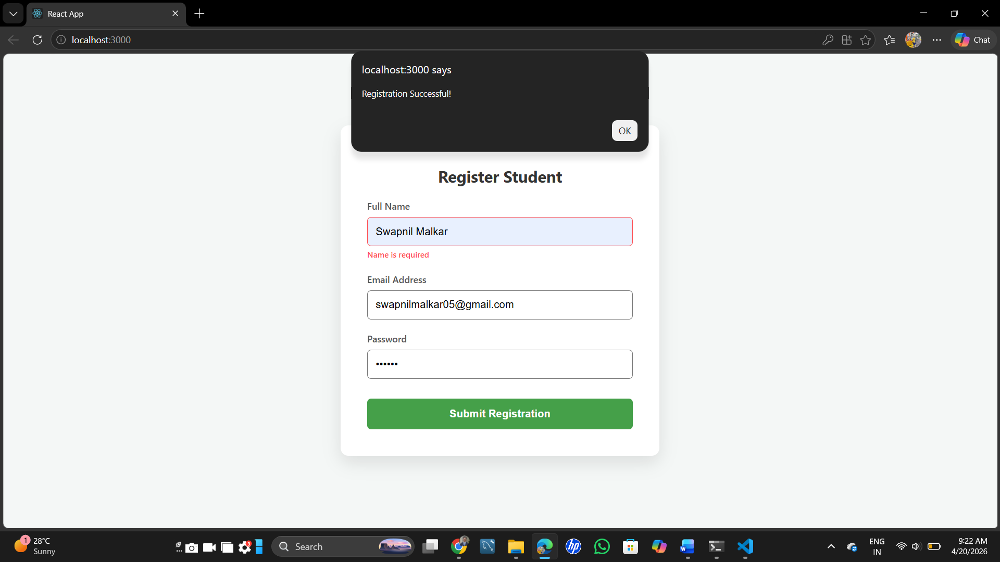 React App
localhost:3000
Chat
localhost:3000 says
Registration Successful!
OK
Register Student
Full Name
Swapnil Malkar
Name is required
Email Address
swapnilmalkar05@gmail.com
Password
••••••
Submit Registration
1
28°C
Sunny
3
Search
hp
W
ENG
IN
9:22 AM
4/20/2026